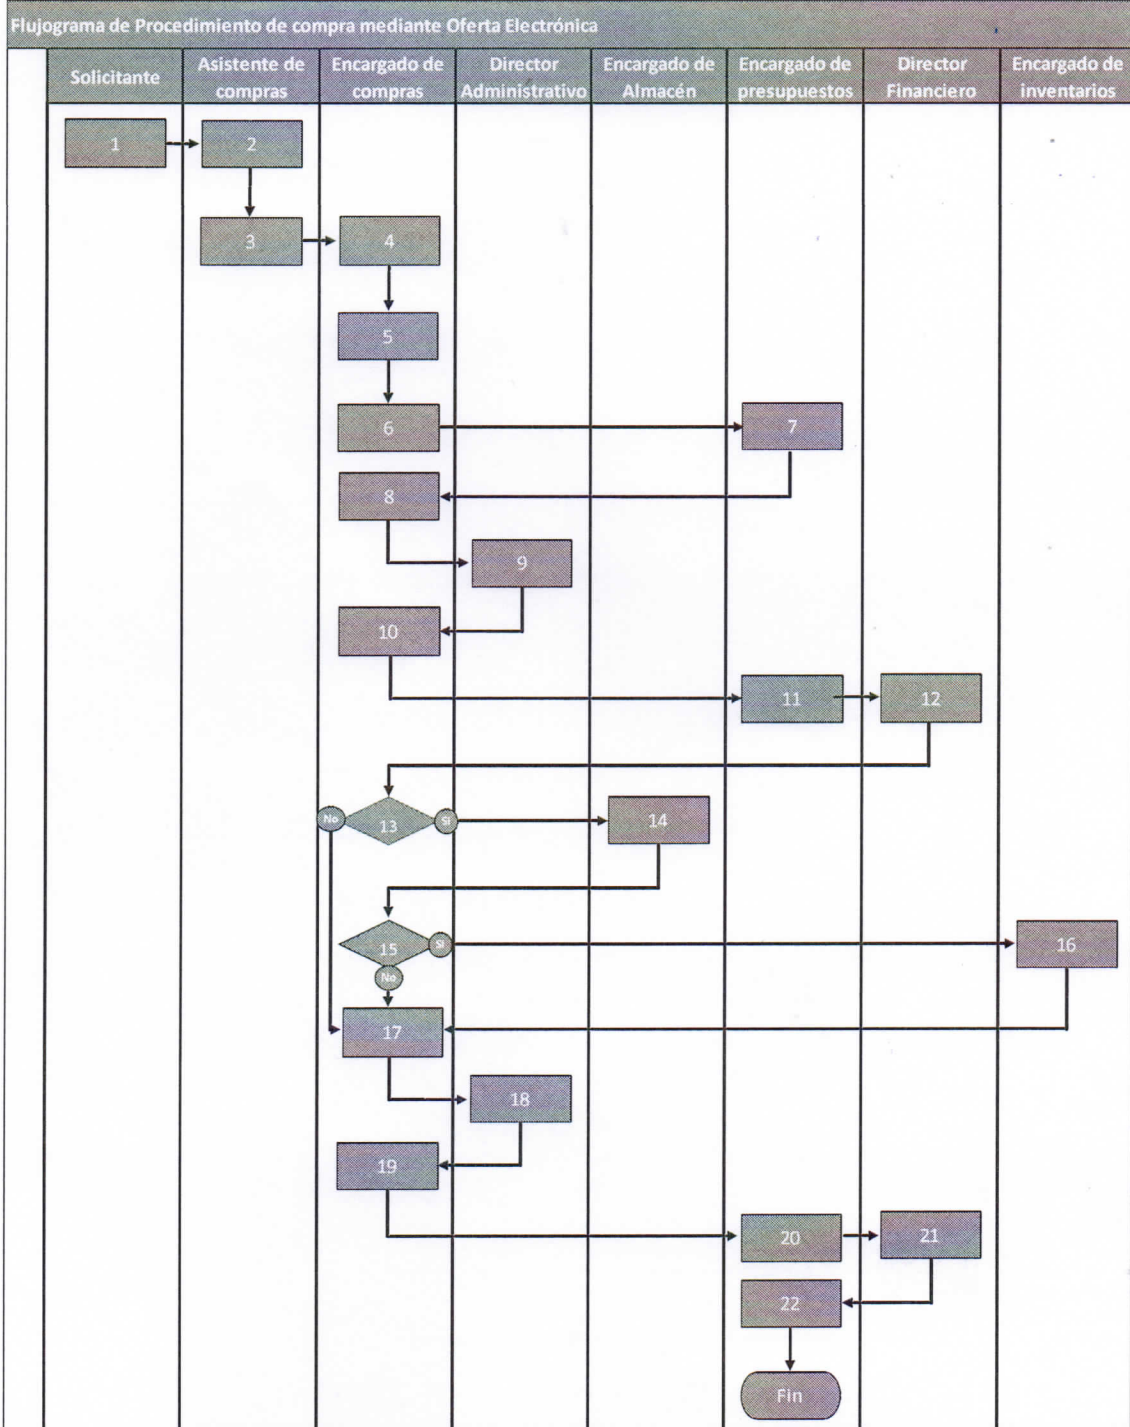 Flujograma de Procedimiento de compra mediante Oferta Electrónica
Solicitante
Asistente de
compras
Encargado de
compras
Director
Administrativo
Encargado de
Almacén
Encargado de
presupuestos
Director
Financiero
Encargado de
inventarios
1
2
3
4
5
6
7
8
9
10
11
12
No
13
SI
14
15
SI
16
No
17
18
19
20
21
22
Fin